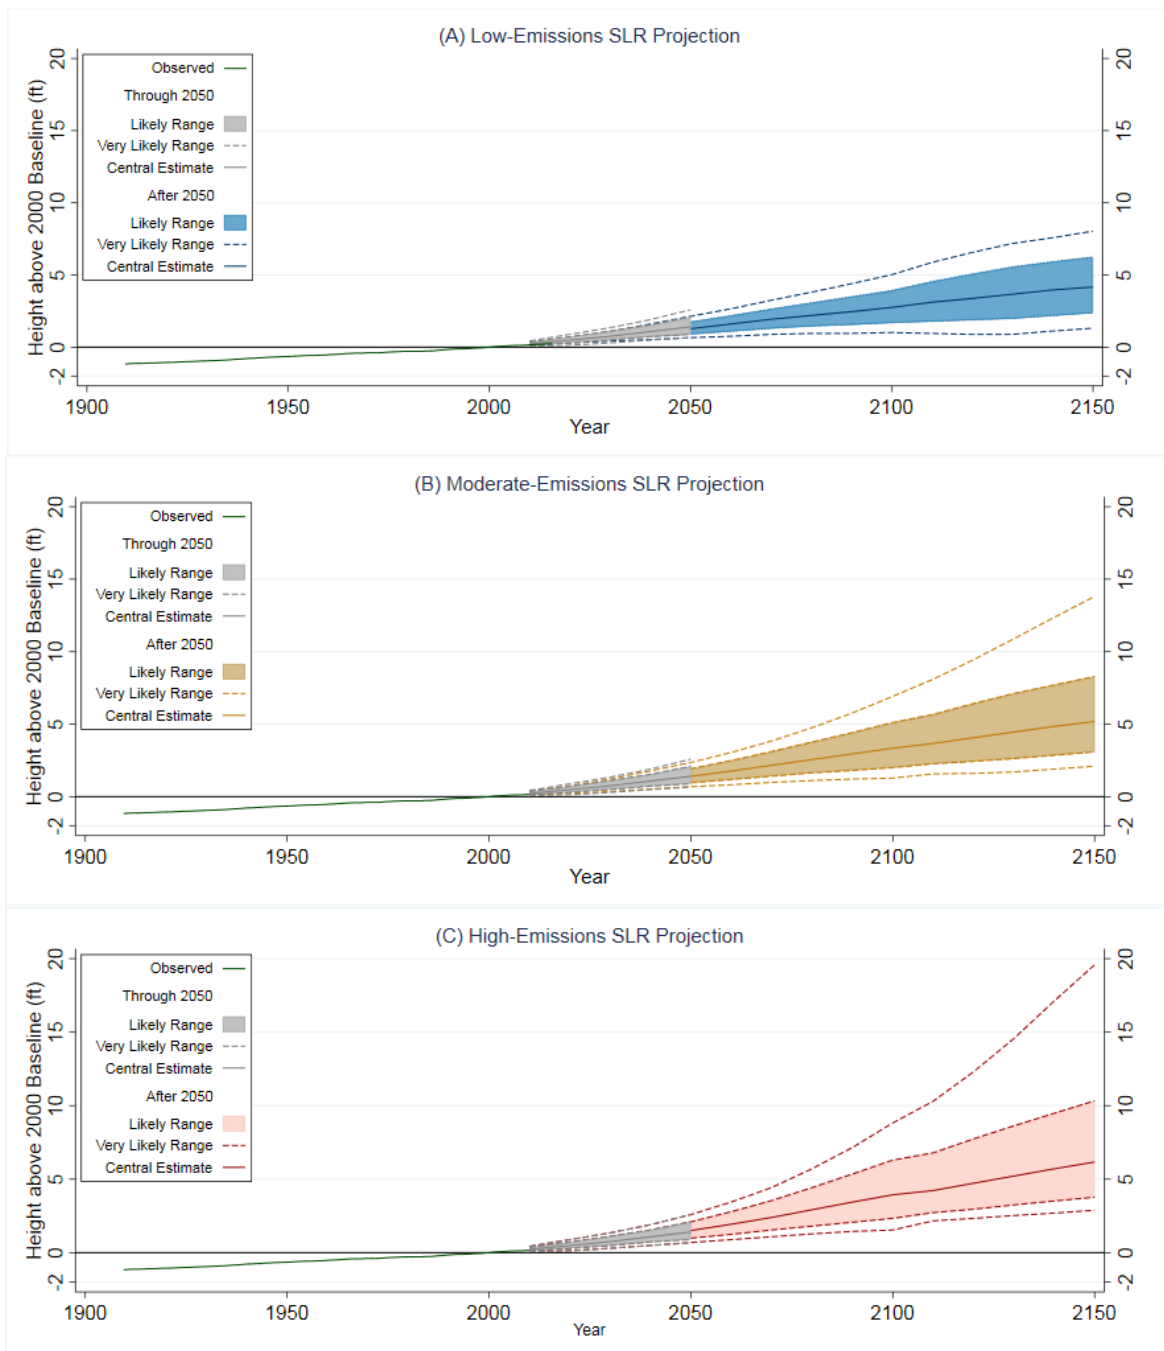 (A) Low-Emissions SLR Projection
Height above 2000 Baseline (ft)
20
15
10
5
0
-2
Observed
Through 2050
Likely Range
Very Likely Range
Central Estimate
After 2050
Likely Range
Very Likely Range
Central Estimate
20
15
10
5
0
-2
1900 1950 2000 2050 2100 2150
Year
(B) Moderate-Emissions SLR Projection
Height above 2000 Baseline (ft)
20
15
10
5
0
-2
Observed
Through 2050
Likely Range
Very Likely Range
Central Estimate
After 2050
Likely Range
Very Likely Range
Central Estimate
20
15
10
5
0
-2
1900 1950 2000 2050 2100 2150
Year
(C) High-Emissions SLR Projection
Height above 2000 Baseline (ft)
20
15
10
5
0
-2
Observed
Through 2050
Likely Range
Very Likely Range
Central Estimate
After 2050
Likely Range
Very Likely Range
Central Estimate
20
15
10
5
0
-2
1900 1950 2000 2050 2100 2150
Year